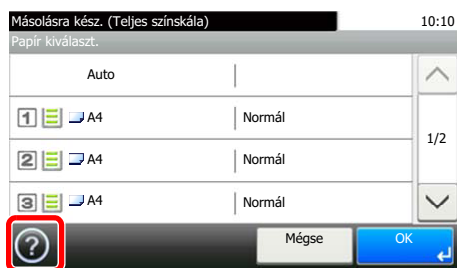 Másolásra kész. (Teljes színskála) 10:10
Papír kiválaszt.
Auto
1 A4 Normál
1/2
2 A4 Normál
3 A4 Normál
? Mégse OK